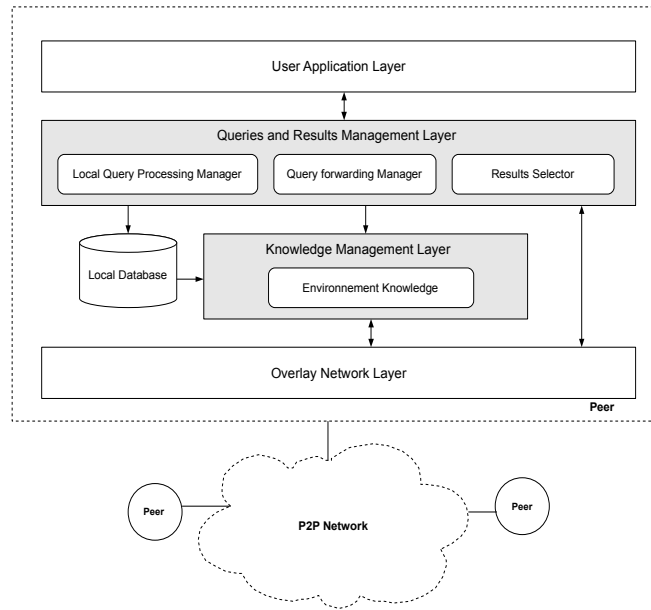 User Application Layer
Queries and Results Management Layer
Local Query Processing Manager
Query forwarding Manager
Results Selector
Knowledge Management Layer
Local Database
Environnement Knowledge
Overlay Network Layer
Peer
Peer
P2P Network
Peer